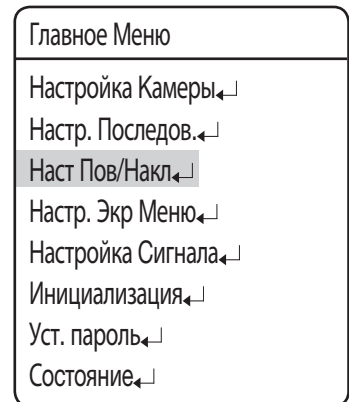 Главное Меню
Настройка Камеры↵
Настр. Последов.↵
Наст Пов/Накл↵
Настр. Экр Меню↵
Настройка Сигнала↵
Инициализация↵
Уст. пароль↵
Состояние↵